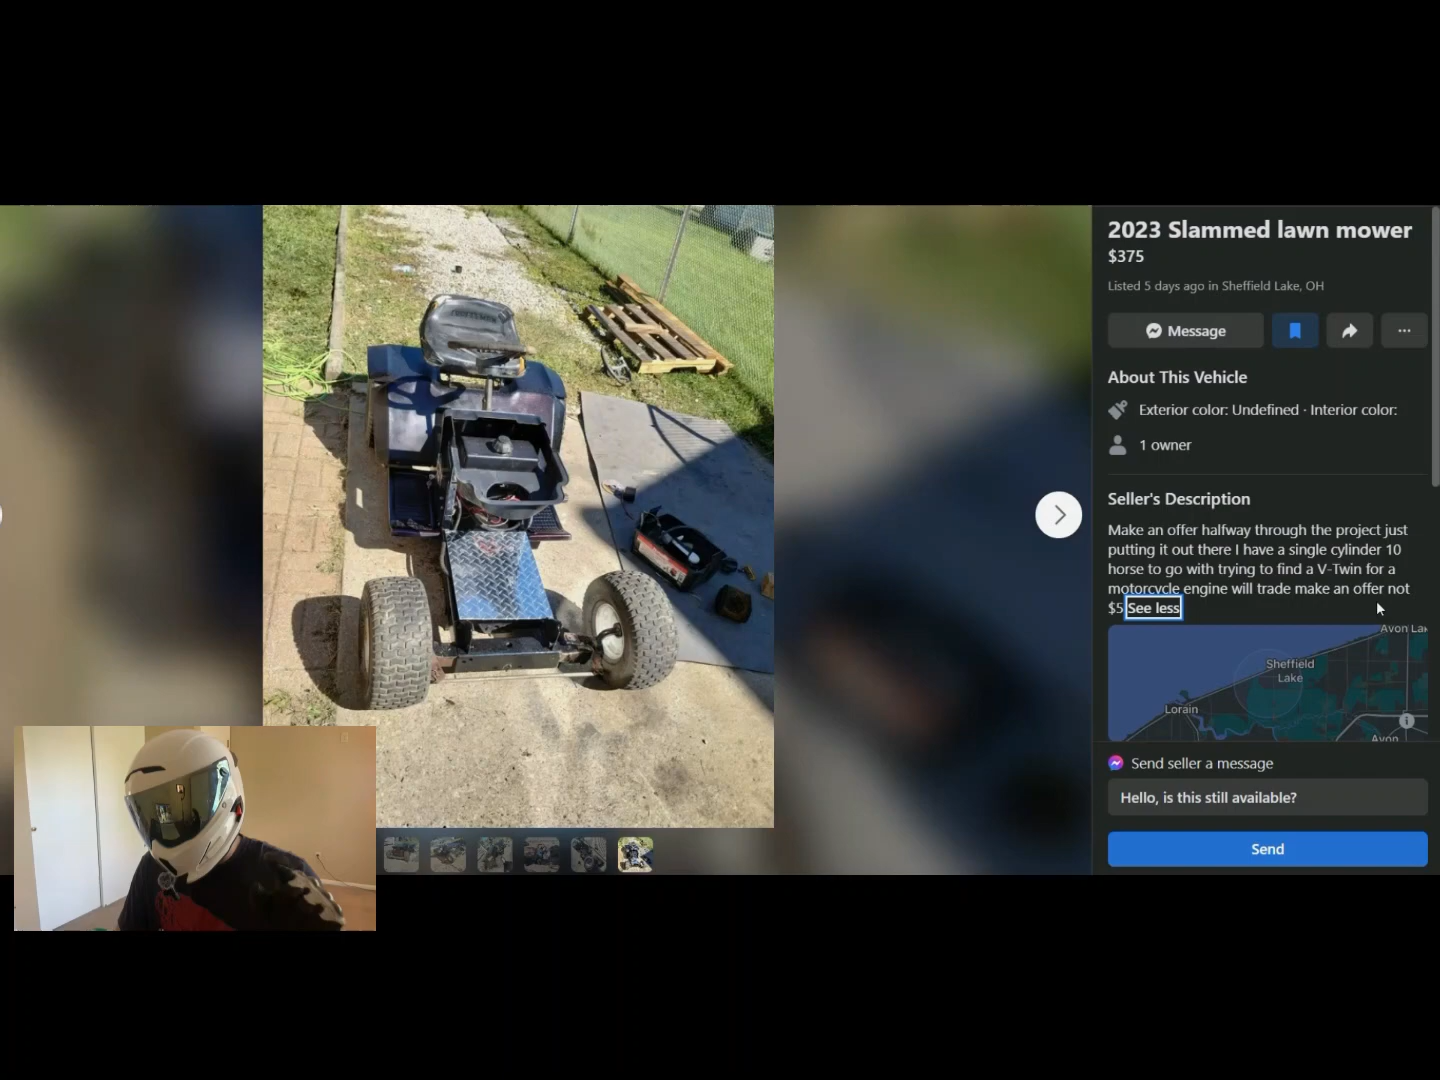 2023 Slammed lawn mower
$375
Listed 5 days ago in Sheffield Lake, OH
Message
About This Vehicle
Exterior color: Undefined · Interior color:
1 owner
Seller's Description
Make an offer halfway through the project just
putting it out there I have a single cylinder 10
horse to go with trying to find a V-Twin for a
motorcycle engine will trade make an offer not
$5 See less
Avon Lak
Sheffield
Lake
Lorain
Avon
Send seller a message
Hello, is this still available?
Send